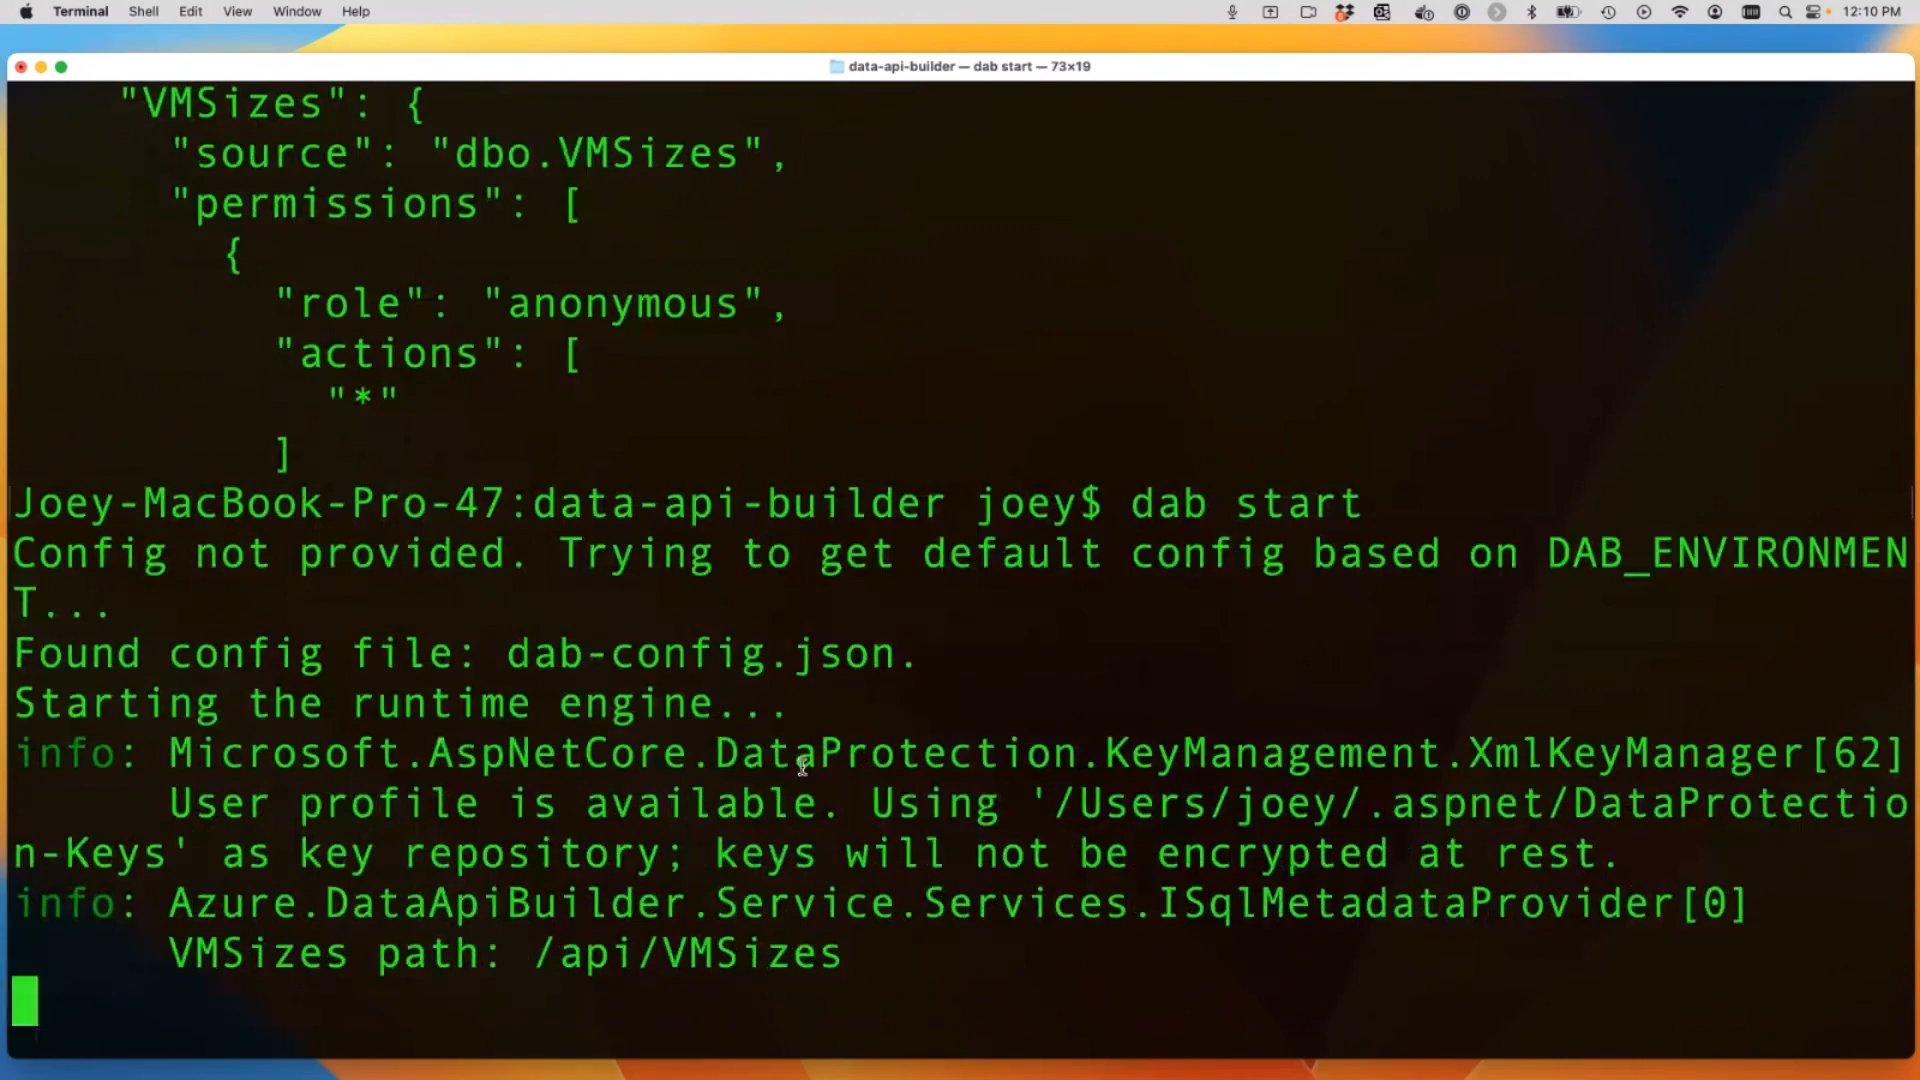 Terminal Shell Edit View Window Help 12:10 PM
data-api-builder — dab start — 73×19
"VMSizes": {
"source": "dbo.VMSizes",
"permissions": [
{
"role": "anonymous",
"actions": [
"*"
]
Joey-MacBook-Pro-47:data-api-builder joey$ dab start
Config not provided. Trying to get default config based on DAB_ENVIRONMEN
T...
Found config file: dab-config.json.
Starting the runtime engine...
info: Microsoft.AspNetCore.DataProtection.KeyManagement.XmlKeyManager[62]
User profile is available. Using '/Users/joey/.aspnet/DataProtectio
n-Keys' as key repository; keys will not be encrypted at rest.
info: Azure.DataApiBuilder.Service.Services.ISqlMetadataProvider[0]
VMSizes path: /api/VMSizes